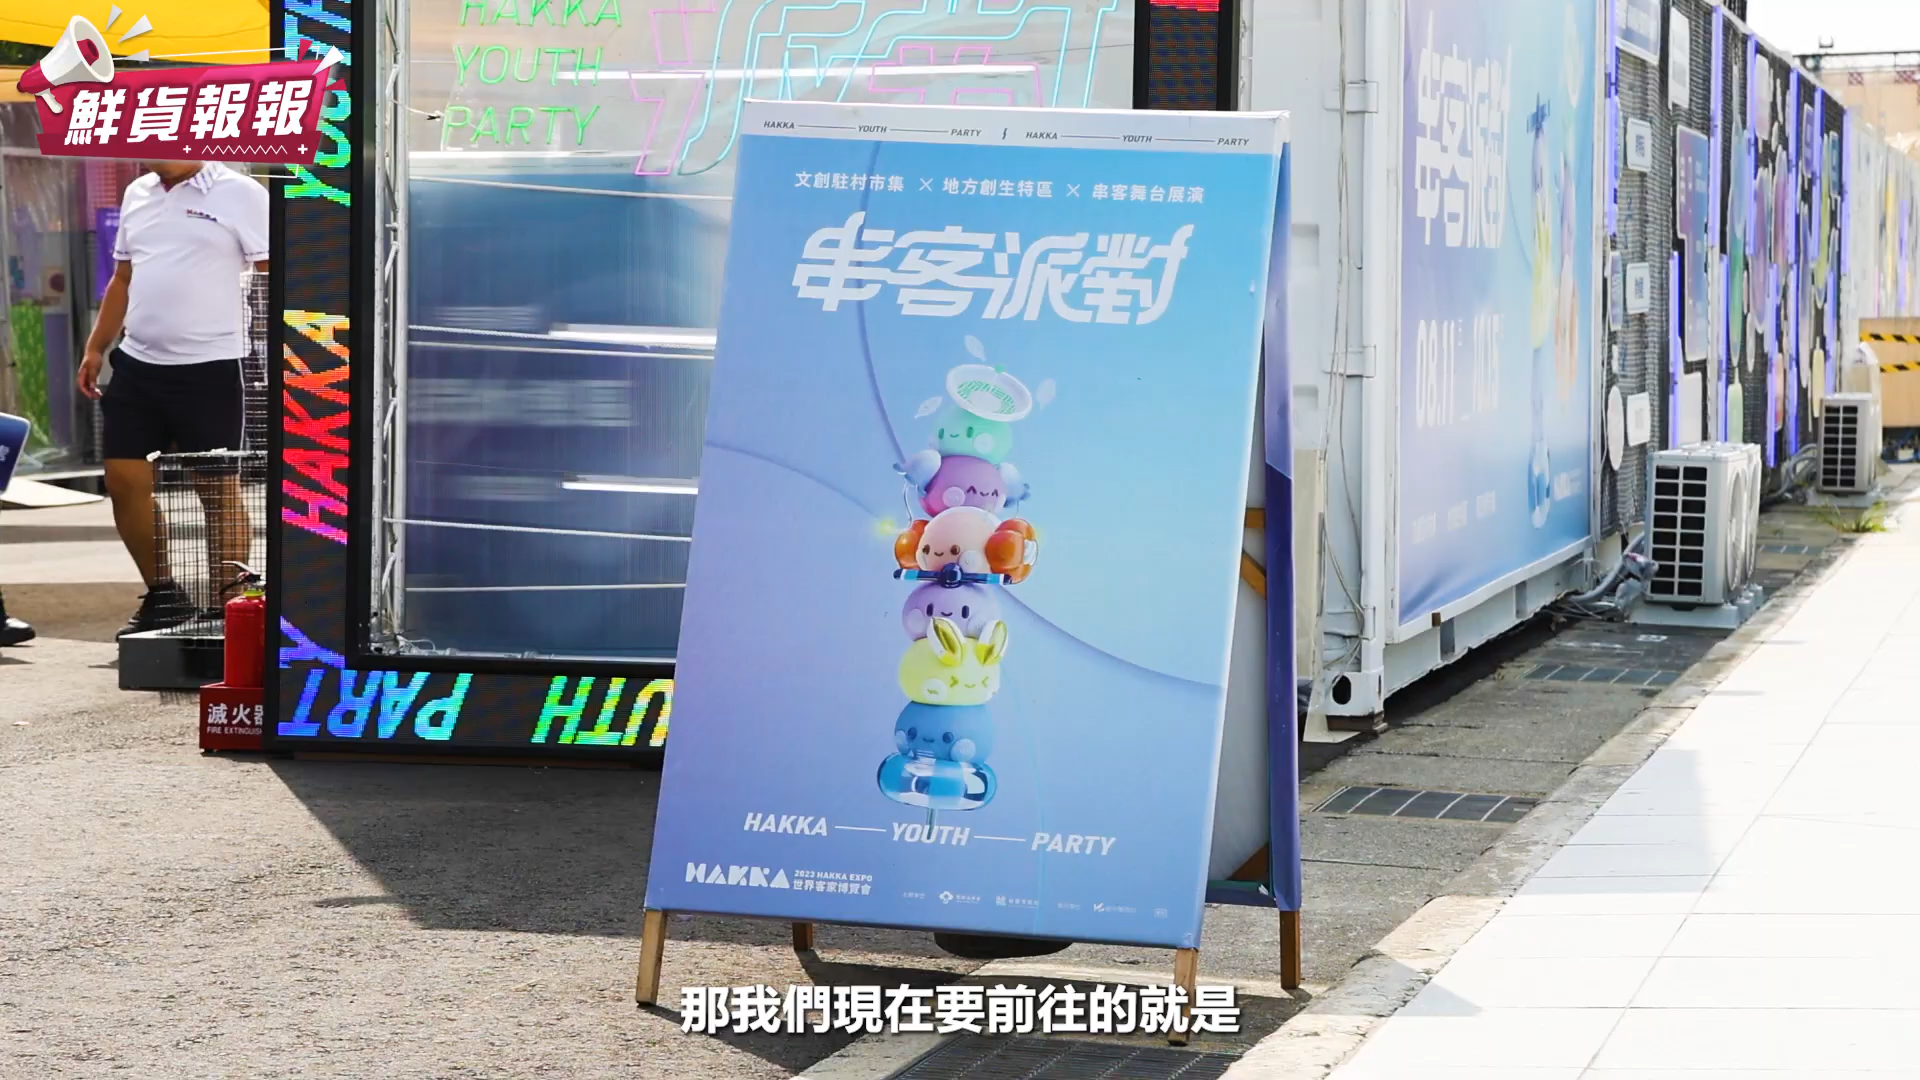 鮮貨報報
HAKKA
YOUTH
PARTY
HAKKA YOUTH PARTY HAKKA YOUTH PARTY
文創駐村市集 × 地方創生特區 × 串客舞台展演
串客派對
HAKKA — YOUTH — PARTY
HAKKA 2023 HAKKA EXPO
世界客家博覽會
串客派對
HAKKA
PARTY
滅火
FIRE EXTINGUISH
那我們現在要前往的就是